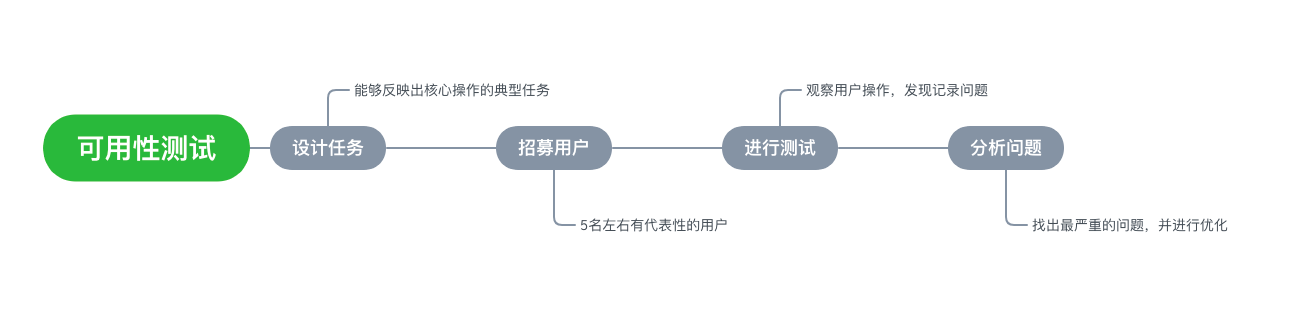 可用性测试
设计任务
能够反映出核心操作的典型任务
招募用户
5名左右有代表性的用户
进行测试
观察用户操作，发现记录问题
分析问题
找出最严重的问题，并进行优化